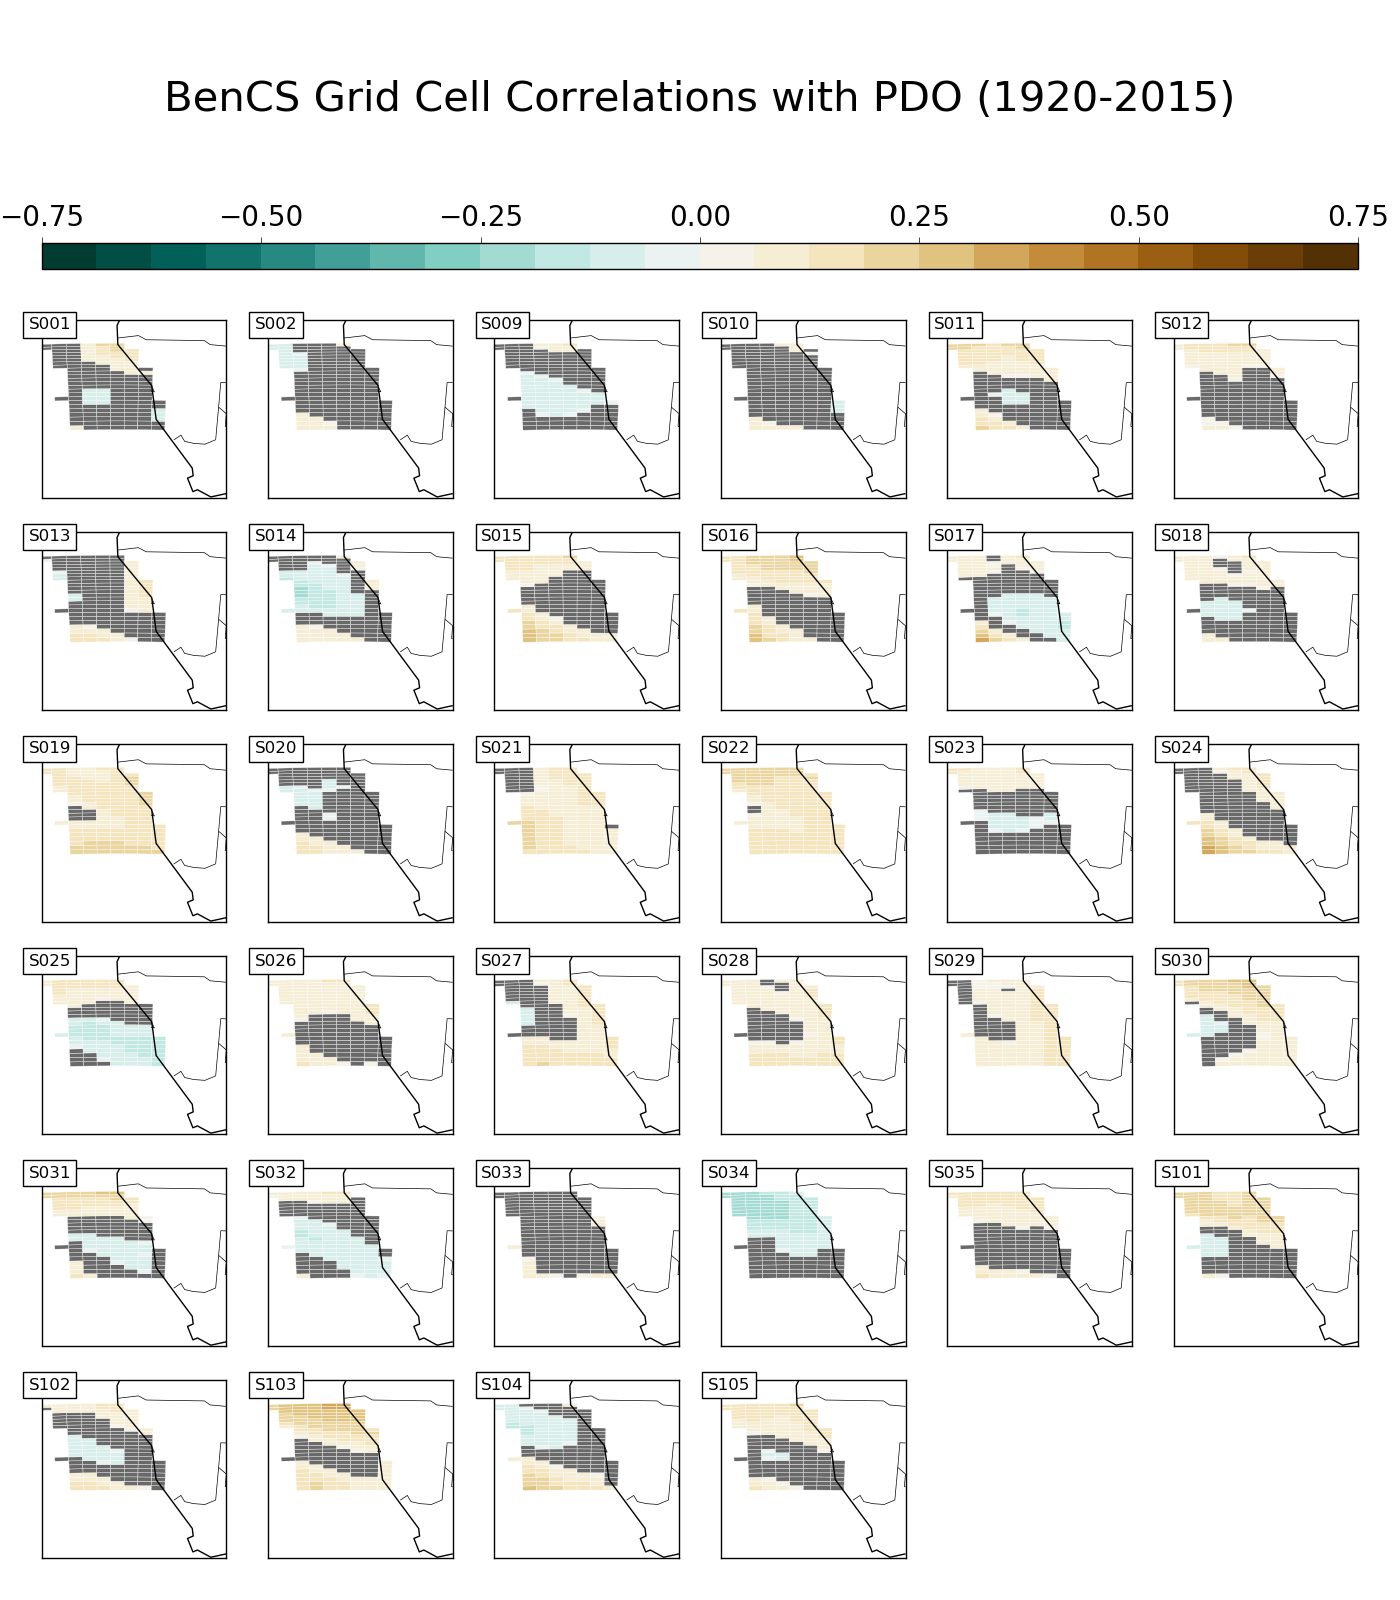 BenCS Grid Cell Correlations with PDO (1920-2015)
−0.75 −0.50 −0.25 0.00 0.25 0.50 0.75
S001 S002 S009 S010 S011 S012
S013 S014 S015 S016 S017 S018
S019 S020 S021 S022 S023 S024
S025 S026 S027 S028 S029 S030
S031 S032 S033 S034 S035 S101
S102 S103 S104 S105